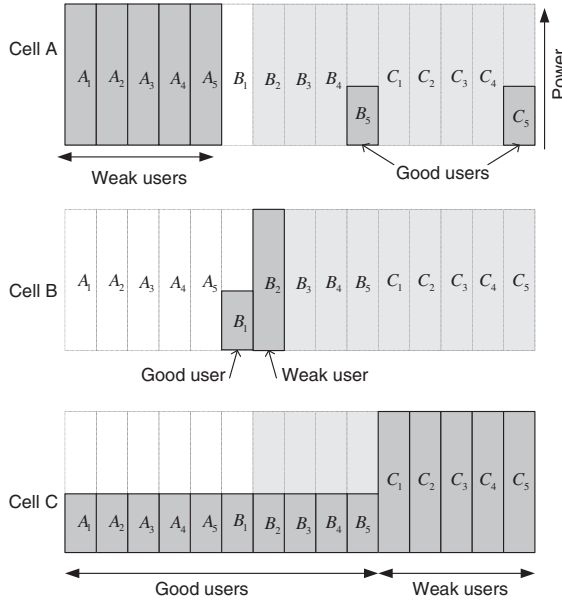 Cell A
A₁ A₂ A₃ A₄ A₅ B₁ B₂ B₃ B₄ B₅ C₁ C₂ C₃ C₄ C₅
Power
Weak users
Good users
Cell B
A₁ A₂ A₃ A₄ A₅ B₁ B₂ B₃ B₄ B₅ C₁ C₂ C₃ C₄ C₅
Good user
Weak user
Cell C
A₁ A₂ A₃ A₄ A₅ B₁ B₂ B₃ B₄ B₅ C₁ C₂ C₃ C₄ C₅
Good users
Weak users